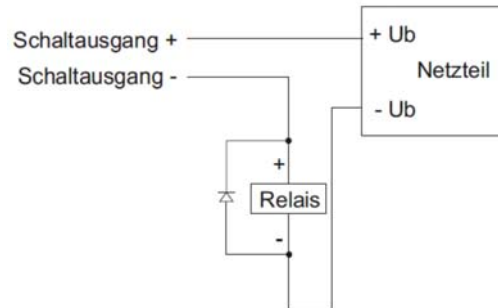 Schaltausgang +
+ Ub
Schaltausgang -
Netzteil
- Ub
+
Relais
-